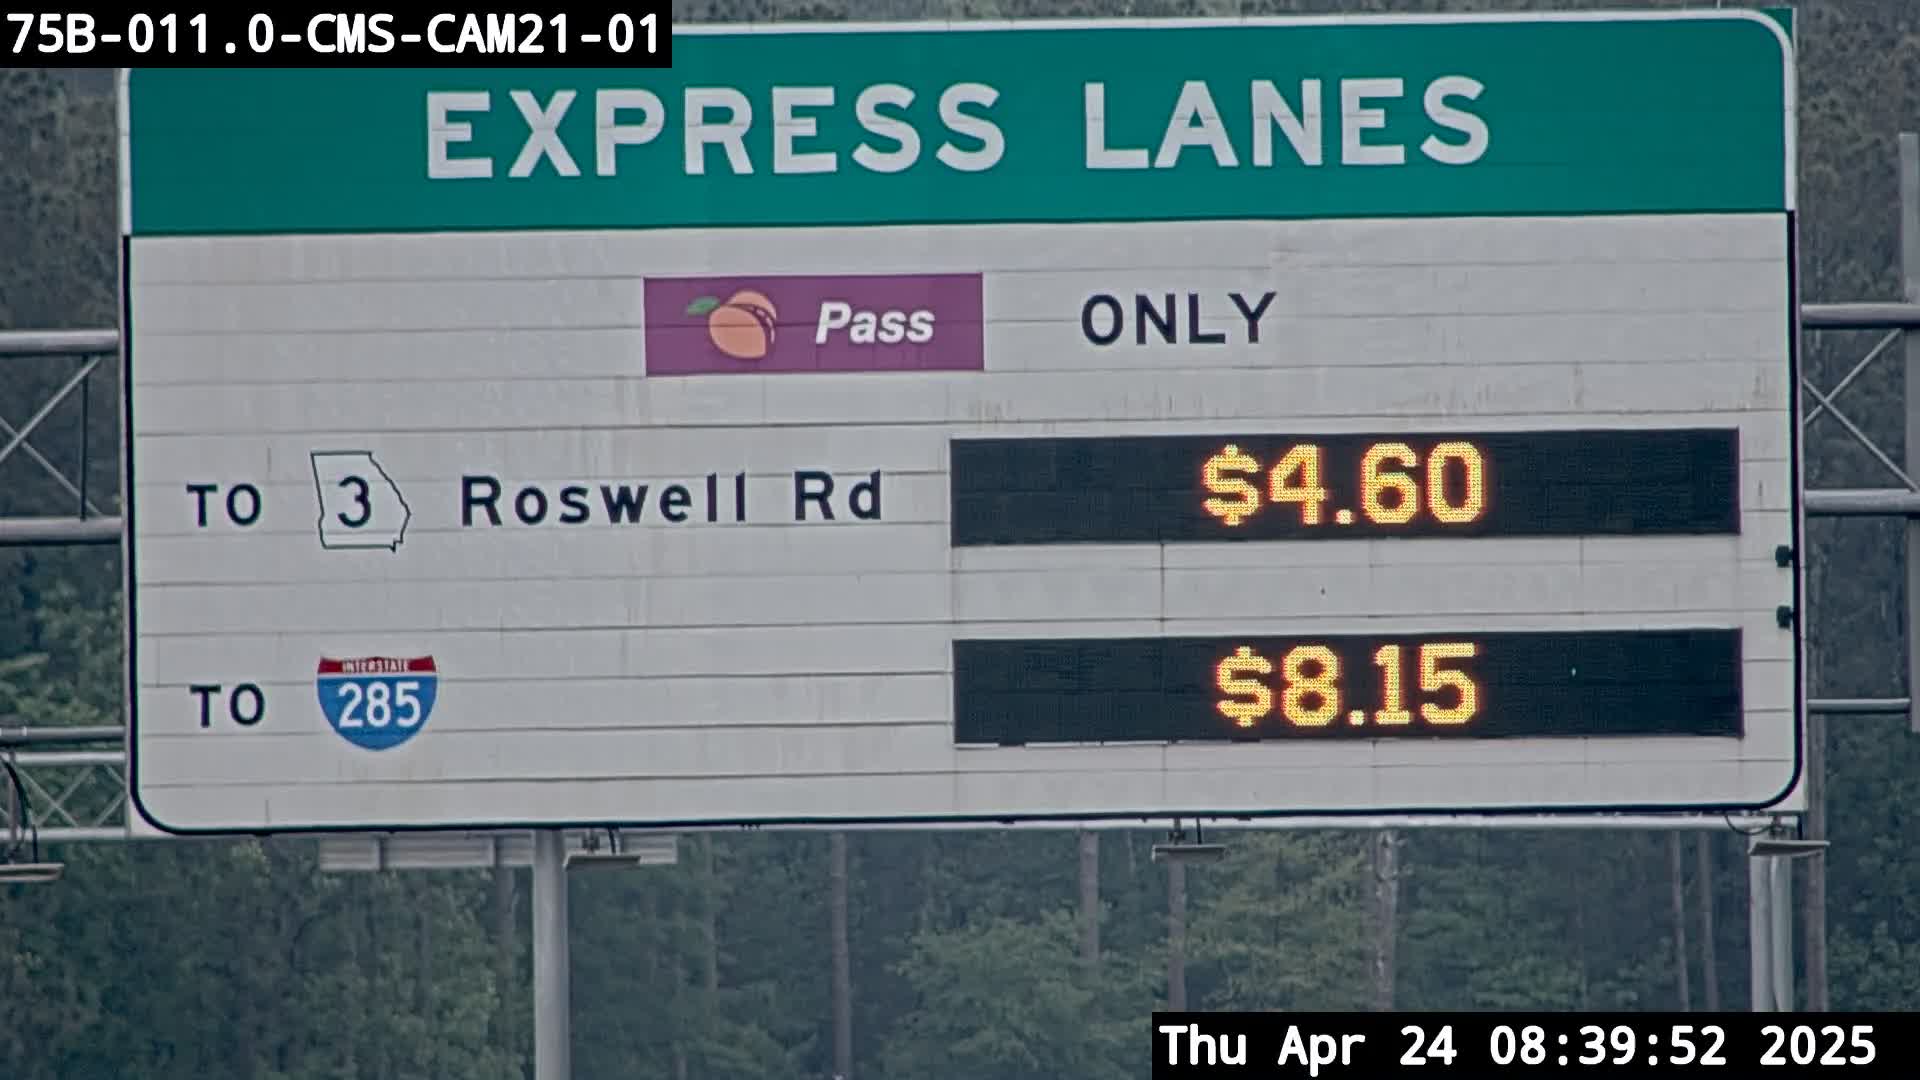 75B-011.0-CMS-CAM21-01
EXPRESS LANES
Pass ONLY
TO 3 Roswell Rd $4.60
TO INTERSTATE 285 $8.15
Thu Apr 24 08:39:52 2025